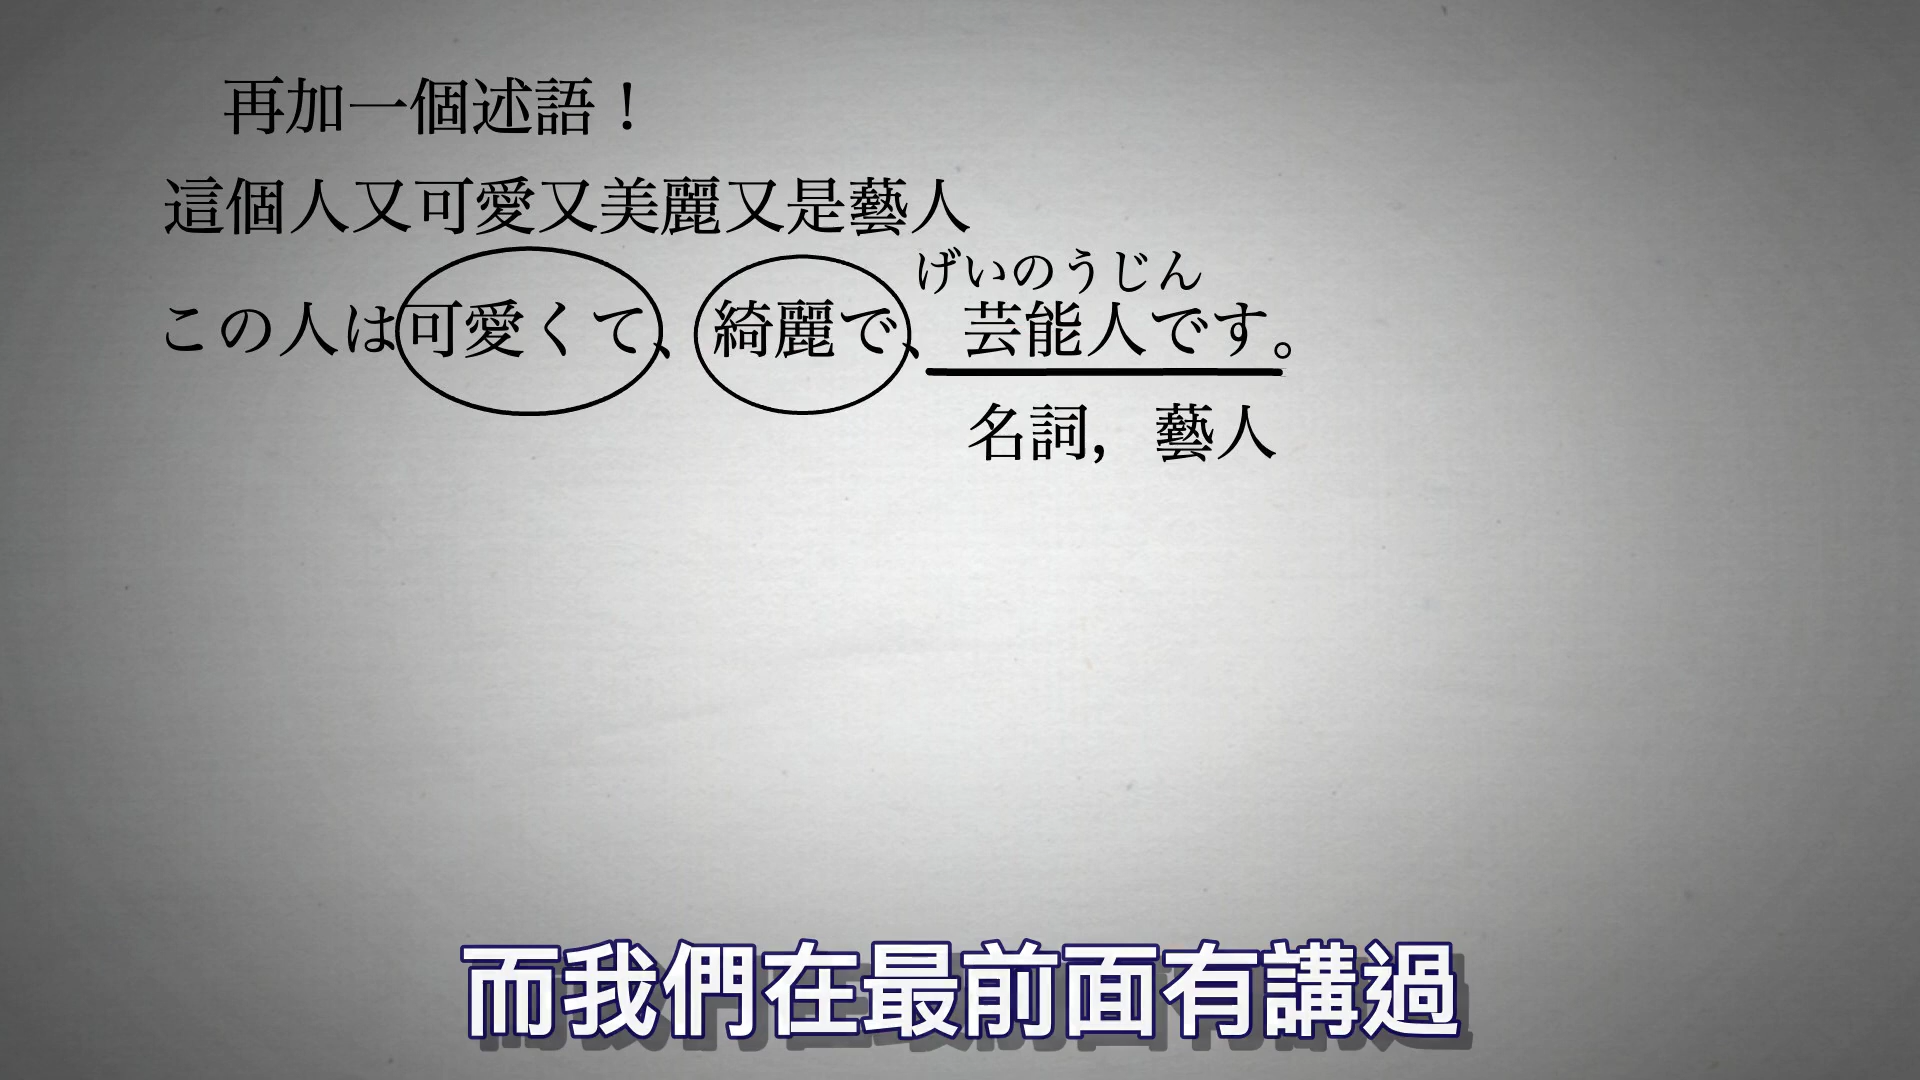 再加一個述語！
這個人又可愛又美麗又是藝人
げいのうじん
この人は可愛くて、綺麗で、芸能人です。
名詞，藝人
而我們在最前面有講過